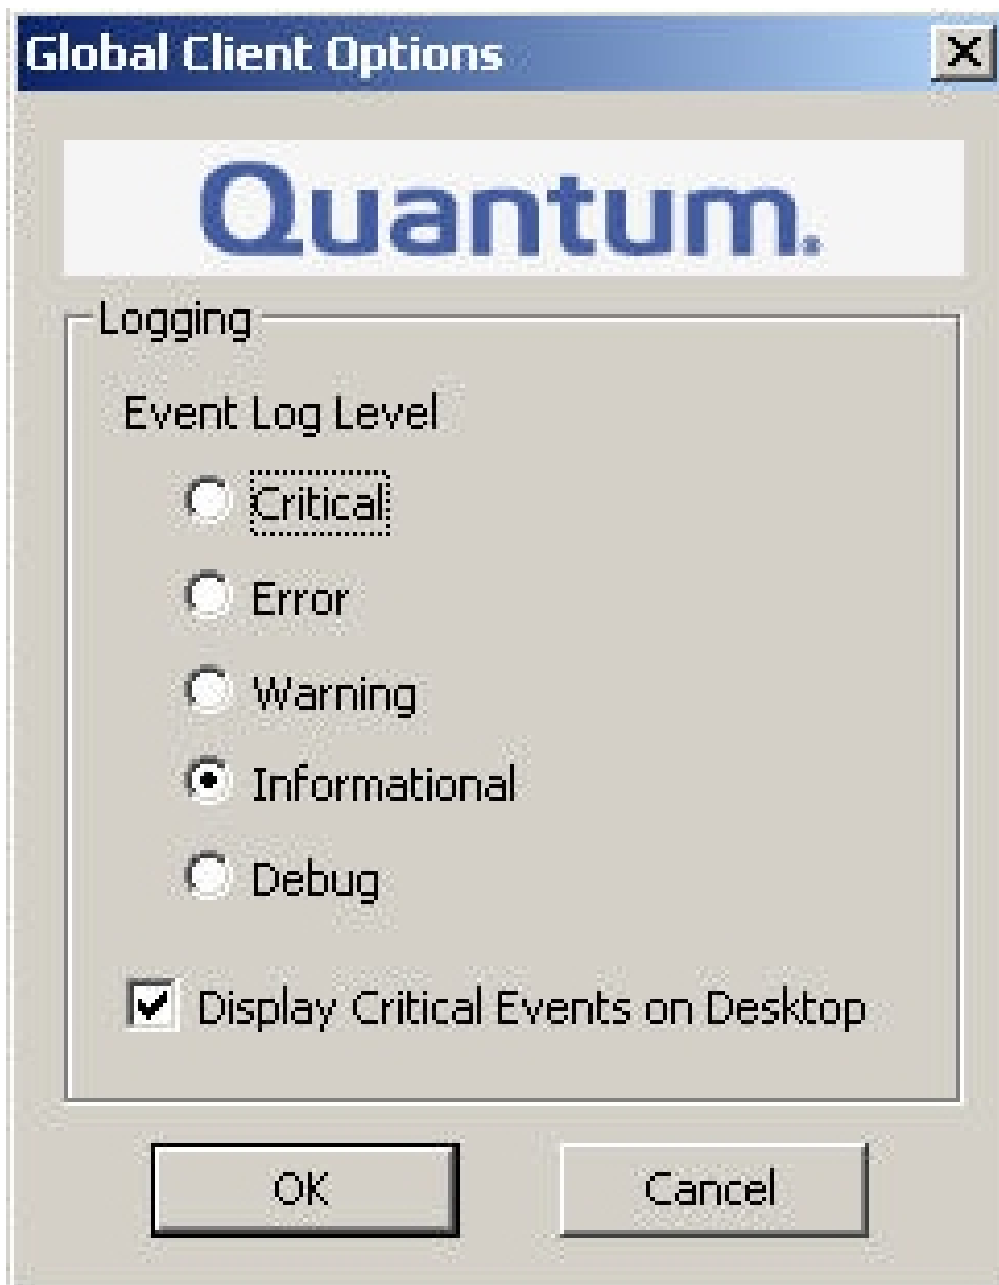 Global Client Options
Quantum.
Logging
Event Log Level
Critical
Error
Warning
Informational
Debug
Display Critical Events on Desktop
OK Cancel